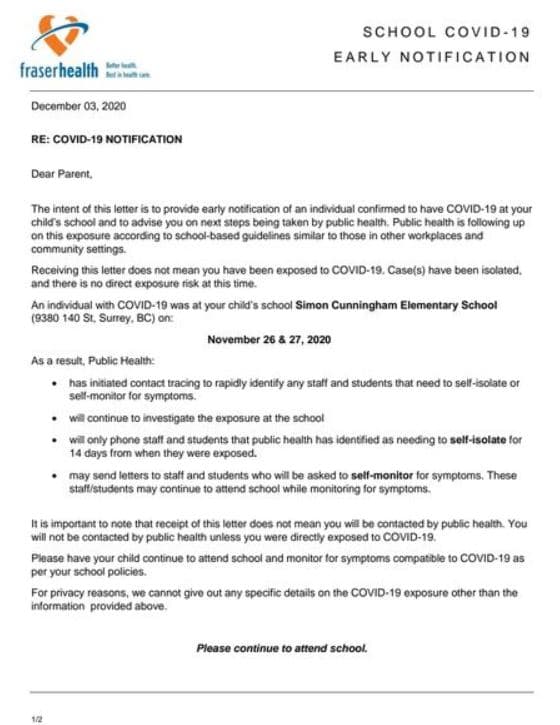 SCHOOL COVID-19
EARLY NOTIFICATION
fraserhealth
Better health.
Best in health care.
December 03, 2020
RE: COVID-19 NOTIFICATION
Dear Parent,
The intent of this letter is to provide early notification of an individual confirmed to have COVID-19 at your
child's school and to advise you on next steps being taken by public health. Public health is following up
on this exposure according to school-based guidelines similar to those in other workplaces and
community settings.
Receiving this letter does not mean you have been exposed to COVID-19. Case(s) have been isolated,
and there is no direct exposure risk at this time.
An individual with COVID-19 was at your child's school Simon Cunningham Elementary School
(9380 140 St, Surrey, BC) on:
November 26 & 27, 2020
As a result, Public Health:
• has initiated contact tracing to rapidly identify any staff and students that need to self-isolate or
self-monitor for symptoms.
• will continue to investigate the exposure at the school
• will only phone staff and students that public health has identified as needing to self-isolate for
14 days from when they were exposed.
• may send letters to staff and students who will be asked to self-monitor for symptoms. These
staff/students may continue to attend school while monitoring for symptoms.
It is important to note that receipt of this letter does not mean you will be contacted by public health. You
will not be contacted by public health unless you were directly exposed to COVID-19.
Please have your child continue to attend school and monitor for symptoms compatible to COVID-19 as
per your school policies.
For privacy reasons, we cannot give out any specific details on the COVID-19 exposure other than the
information provided above.
Please continue to attend school.
1/2